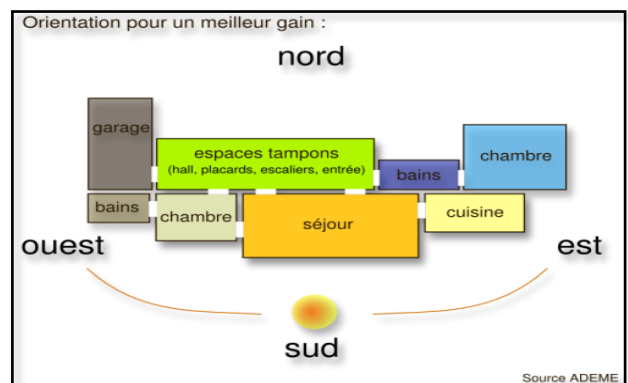 Orientation pour un meilleur gain :
nord
garage
espaces tampons
(hall, placards, escaliers, entrée)
bains
chambre
bains
chambre
séjour
cuisine
ouest
est
sud
Source ADEME